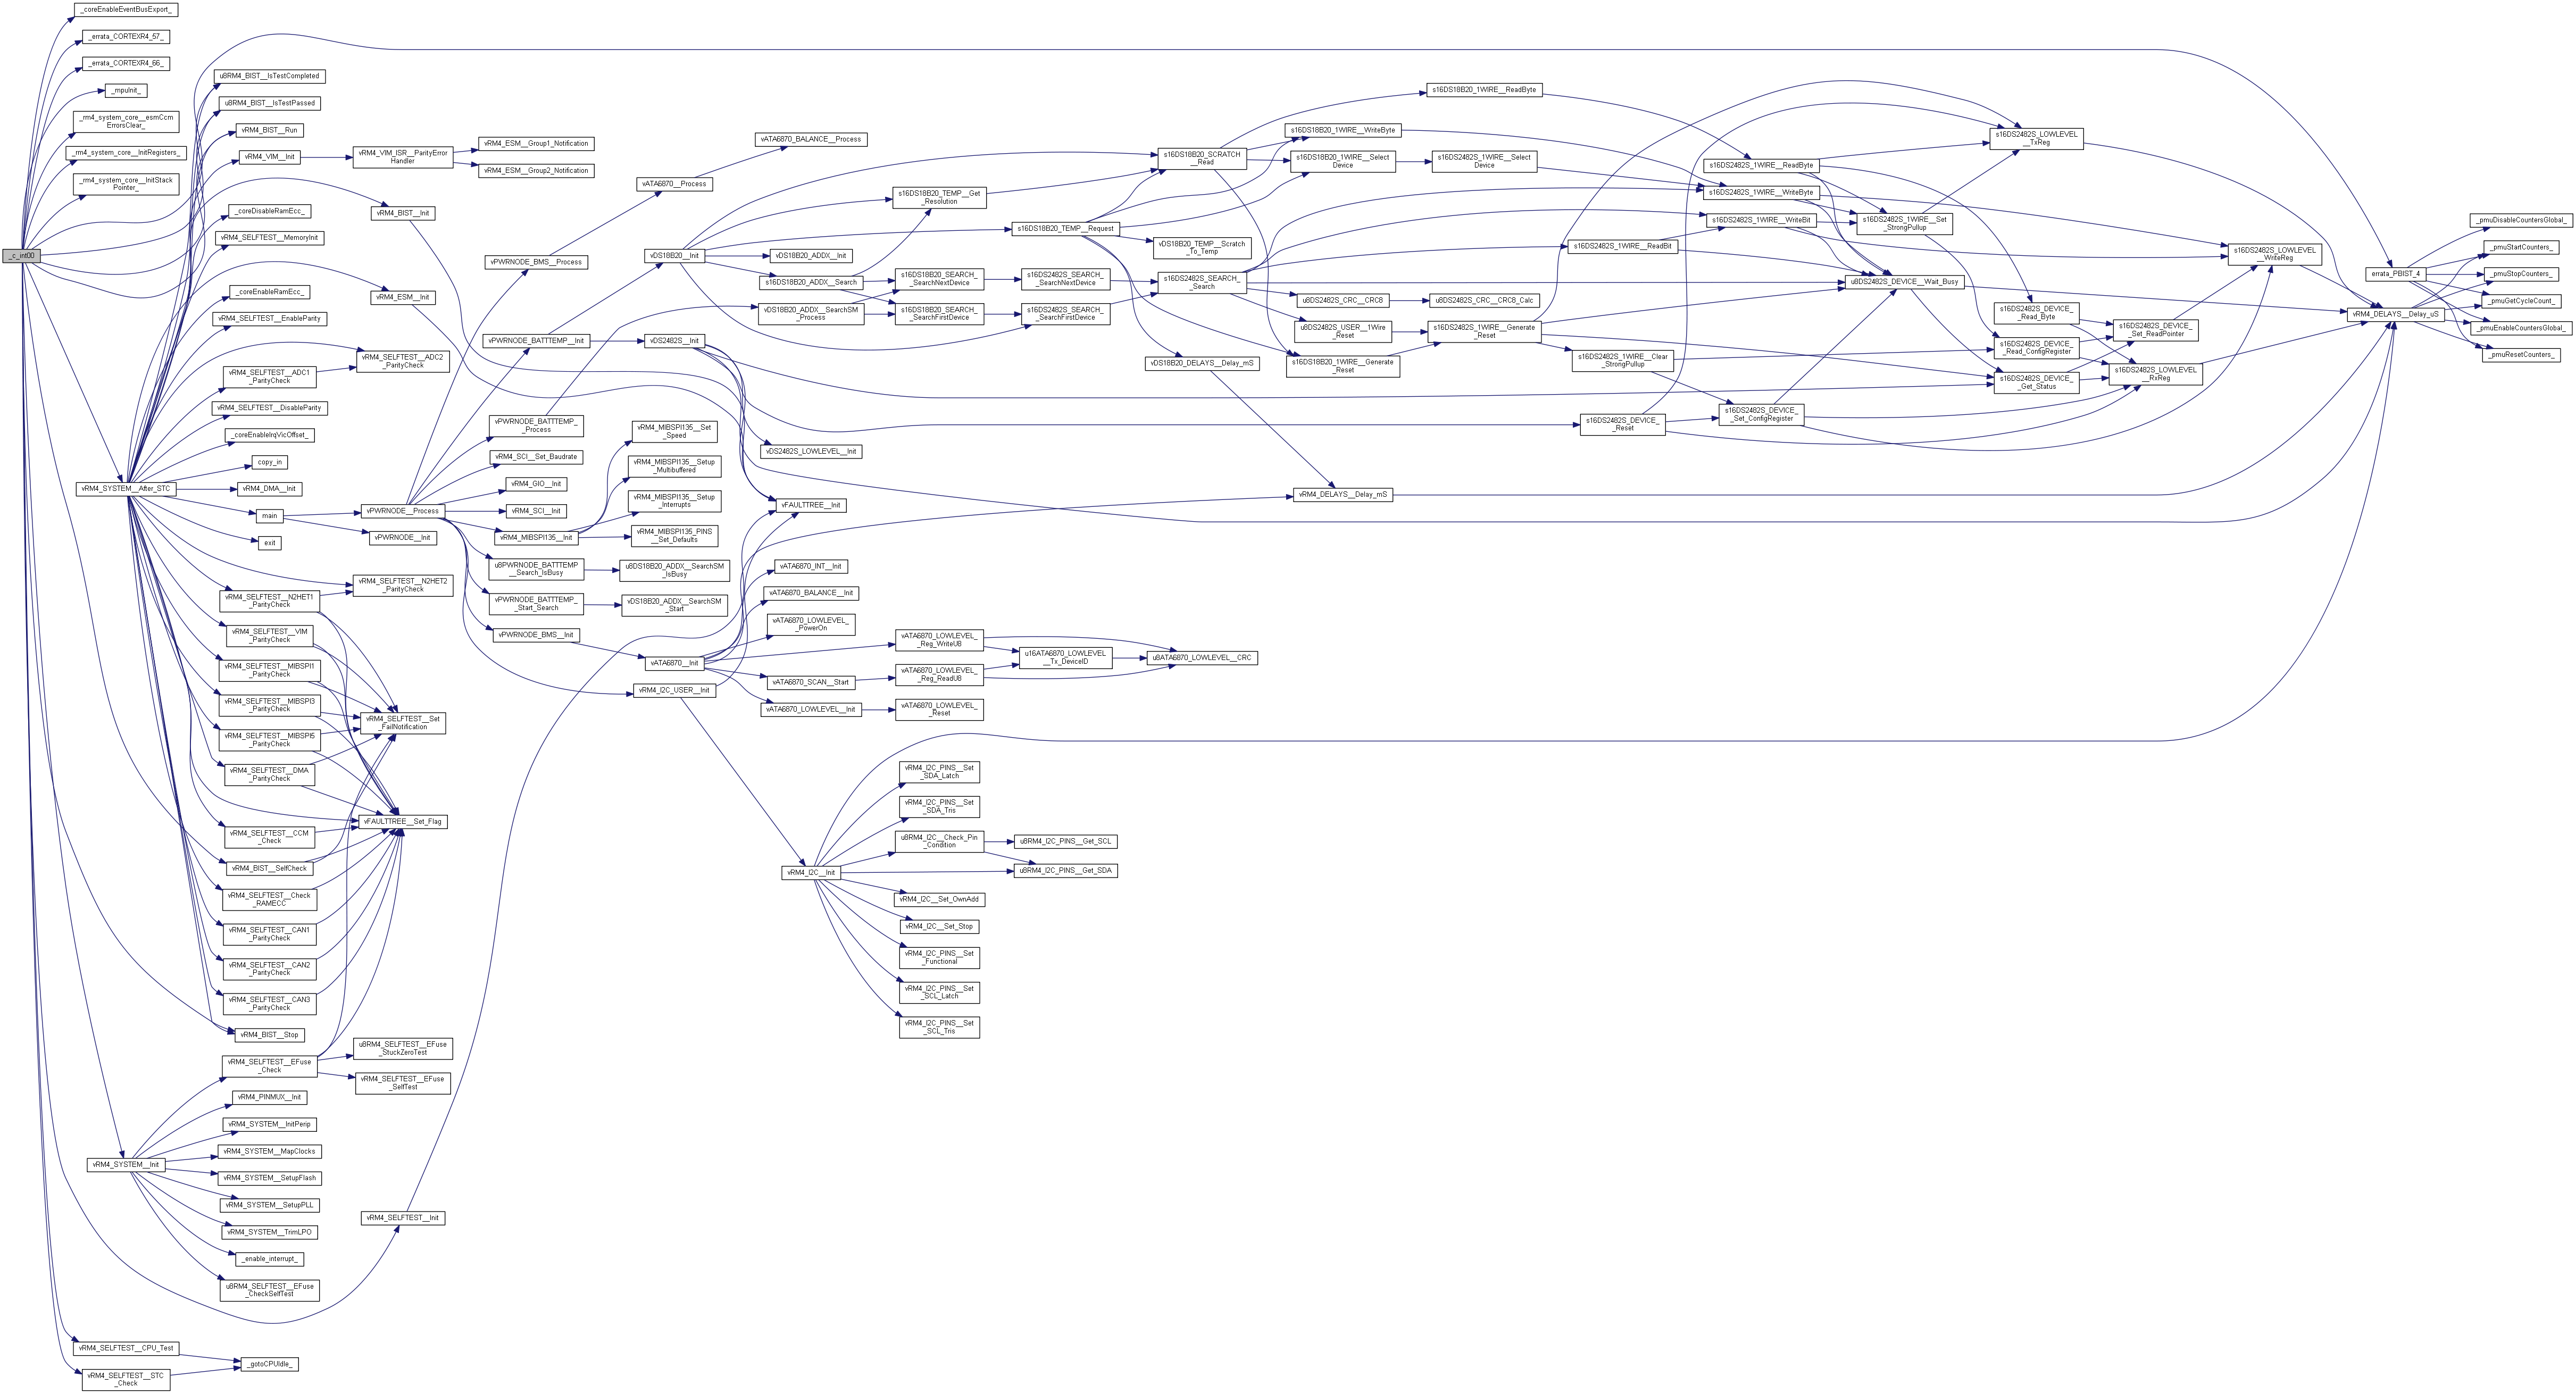 _c_int00
_coreEnableEventBusExport_
_errata_CORTEXR4_57_
_errata_CORTEXR4_66_
_mpuInit_
_rm4_system_core__esmCcm
ErrorsClear_
_rm4_system_core__InitRegisters_
_rm4_system_core__InitStack
Pointer_
vRM4_SYSTEM__After_STC
vRM4_SYSTEM__Init
vRM4_SELFTEST__CPU_Test
vRM4_SELFTEST__STC
_Check
u8RM4_BIST__IsTestCompleted
u8RM4_BIST__IsTestPassed
vRM4_BIST__Run
vRM4_VIM__Init
_coreDisableRamEcc_
vRM4_SELFTEST__MemoryInit
_coreEnableRamEcc_
vRM4_SELFTEST__EnableParity
vRM4_SELFTEST__ADC1
_ParityCheck
vRM4_SELFTEST__DisableParity
_coreEnableIrqVicOffset_
copy_in
vRM4_DMA__Init
main
exit
vRM4_SELFTEST__N2HET1
_ParityCheck
vRM4_SELFTEST__VIM
_ParityCheck
vRM4_SELFTEST__MIBSPI1
_ParityCheck
vRM4_SELFTEST__MIBSPI3
_ParityCheck
vRM4_SELFTEST__MIBSPI5
_ParityCheck
vRM4_SELFTEST__DMA
_ParityCheck
vRM4_SELFTEST__CCM
_Check
vRM4_BIST__SelfCheck
vRM4_SELFTEST__Check
_RAMECC
vRM4_SELFTEST__CAN1
_ParityCheck
vRM4_SELFTEST__CAN2
_ParityCheck
vRM4_SELFTEST__CAN3
_ParityCheck
vRM4_BIST__Stop
vRM4_SELFTEST__EFuse
_Check
vRM4_PINMUX__Init
vRM4_SYSTEM__InitPerip
vRM4_SYSTEM__MapClocks
vRM4_SYSTEM__SetupFlash
vRM4_SYSTEM__SetupPLL
vRM4_SYSTEM__TrimLPO
_enable_interrupt_
u8RM4_SELFTEST__EFuse
_CheckSelfTest
_gotoCPUIdle_
vRM4_VIM_ISR__ParityError
Handler
vRM4_BIST__Init
vRM4_ESM__Init
vRM4_SELFTEST__ADC2
_ParityCheck
vPWRNODE__Process
vPWRNODE__Init
vRM4_SELFTEST__N2HET2
_ParityCheck
vRM4_SELFTEST__Set
_FailNotification
vFAULTTREE__Set_Flag
u8RM4_SELFTEST__EFuse
_StuckZeroTest
vRM4_SELFTEST__EFuse
_SelfTest
vRM4_SELFTEST__Init
vRM4_ESM__Group1_Notification
vRM4_ESM__Group2_Notification
vPWRNODE_BMS__Process
vPWRNODE_BATTTEMP__Init
vPWRNODE_BATTTEMP_
_Process
vRM4_SCI__Set_Baudrate
vRM4_GIO__Init
vRM4_SCI__Init
vRM4_MIBSPI135__Init
u8PWRNODE_BATTTEMP
__Search_IsBusy
vPWRNODE_BATTTEMP_
_Start_Search
vPWRNODE_BMS__Init
vATA6870__Process
vDS18B20__Init
vDS2482S__Init
vRM4_MIBSPI135__Set
_Speed
vRM4_MIBSPI135__Setup
_Multibuffered
vRM4_MIBSPI135__Setup
_Interrupts
vRM4_MIBSPI135_PINS
__Set_Defaults
u8DS18B20_ADDX__SearchSM
_IsBusy
vDS18B20_ADDX__SearchSM
_Start
vATA6870__Init
vRM4_I2C_USER__Init
vATA6870_BALANCE__Process
vDS18B20_ADDX__Init
s16DS18B20_ADDX__Search
vDS18B20_ADDX__SearchSM
_Process
vDS2482S_LOWLEVEL__Init
vFAULTTREE__Init
vATA6870_INT__Init
vATA6870_BALANCE__Init
vATA6870_LOWLEVEL_
_PowerOn
vATA6870_SCAN__Start
vATA6870_LOWLEVEL__Init
vRM4_I2C__Init
s16DS18B20_TEMP__Get
_Resolution
s16DS18B20_SEARCH_
_SearchNextDevice
s16DS18B20_SEARCH_
_SearchFirstDevice
vATA6870_LOWLEVEL_
_Reg_WriteU8
vATA6870_LOWLEVEL_
_Reg_ReadU8
vATA6870_LOWLEVEL_
_Reset
vRM4_I2C_PINS__Set
_SDA_Latch
vRM4_I2C_PINS__Set
_SDA_Tris
u8RM4_I2C__Check_Pin
_Condition
vRM4_I2C__Set_OwnAdd
vRM4_I2C__Set_Stop
vRM4_I2C_PINS__Set
_Functional
vRM4_I2C_PINS__Set
_SCL_Latch
vRM4_I2C_PINS__Set
_SCL_Tris
s16DS18B20_TEMP__Request
s16DS2482S_SEARCH_
_SearchNextDevice
s16DS2482S_SEARCH_
_SearchFirstDevice
u16ATA6870_LOWLEVEL
__Tx_DeviceID
u8RM4_I2C_PINS__Get_SCL
u8RM4_I2C_PINS__Get_SDA
s16DS18B20_SCRATCH
__Read
vDS18B20_TEMP__Scratch
_To_Temp
s16DS2482S_SEARCH_
_Search
vDS18B20_DELAYS__Delay_mS
u8ATA6870_LOWLEVEL__CRC
s16DS18B20_1WIRE__WriteByte
s16DS18B20_1WIRE__Select
Device
u8DS2482S_CRC__CRC8
u8DS2482S_USER__1Wire
_Reset
s16DS18B20_1WIRE__Generate
_Reset
vRM4_DELAYS__Delay_mS
s16DS18B20_1WIRE__ReadByte
s16DS2482S_1WIRE__Select
Device
u8DS2482S_CRC__CRC8_Calc
s16DS2482S_1WIRE__Generate
_Reset
s16DS2482S_1WIRE__ReadBit
s16DS2482S_1WIRE__Clear
_StrongPullup
s16DS2482S_DEVICE_
_Reset
s16DS2482S_1WIRE__ReadByte
s16DS2482S_1WIRE__WriteByte
s16DS2482S_1WIRE__WriteBit
s16DS2482S_DEVICE_
_Set_ConfigRegister
s16DS2482S_1WIRE__Set
_StrongPullup
u8DS2482S_DEVICE__Wait_Busy
s16DS2482S_LOWLEVEL
__TxReg
s16DS2482S_DEVICE_
_Read_Byte
s16DS2482S_DEVICE_
_Read_ConfigRegister
s16DS2482S_DEVICE_
_Get_Status
s16DS2482S_DEVICE_
_Set_ReadPointer
s16DS2482S_LOWLEVEL
__RxReg
s16DS2482S_LOWLEVEL
__WriteReg
errata_PBIST_4
vRM4_DELAYS__Delay_uS
_pmuDisableCountersGlobal_
_pmuStartCounters_
_pmuStopCounters_
_pmuGetCycleCount_
_pmuEnableCountersGlobal_
_pmuResetCounters_